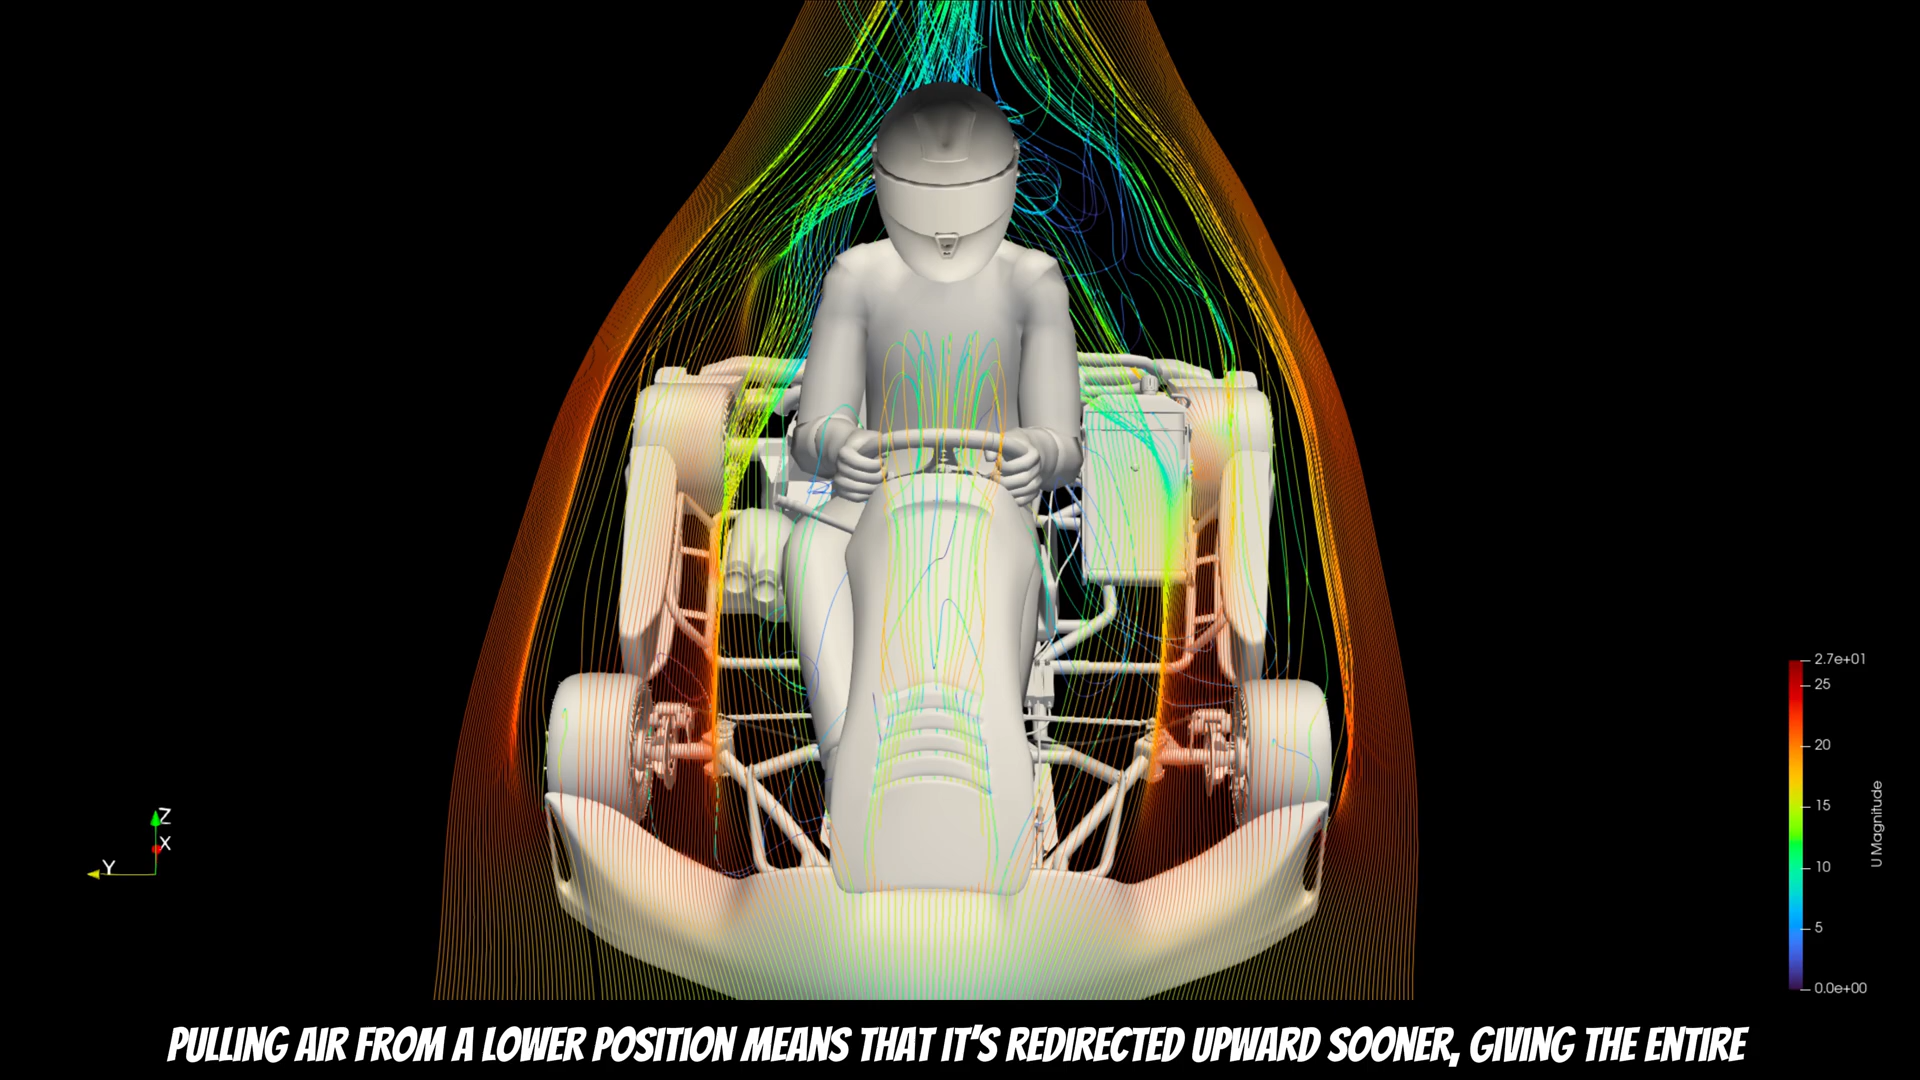 2.7e+01
25
20
15
10
5
0.0e+00
U Magnitude
Z
X
Y
PULLING AIR FROM A LOWER POSITION MEANS THAT IT'S REDIRECTED UPWARD SOONER, GIVING THE ENTIRE